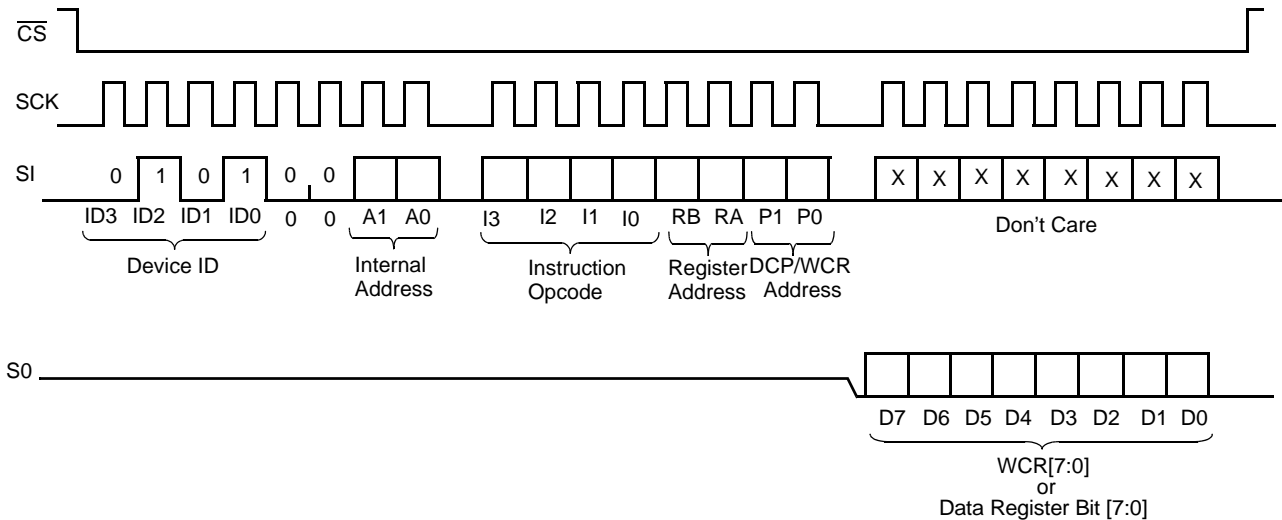 CS
SCK
SI
0 1 0 1 0 0
X X X X X X X X
ID3 ID2 ID1 ID0 0 0 A1 A0 I3 I2 I1 I0 RB RA P1 P0
Don't Care
Device ID
Internal
Address
Instruction
Opcode
Register
Address
DCP/WCR
Address
S0
D7 D6 D5 D4 D3 D2 D1 D0
WCR[7:0]
or
Data Register Bit [7:0]